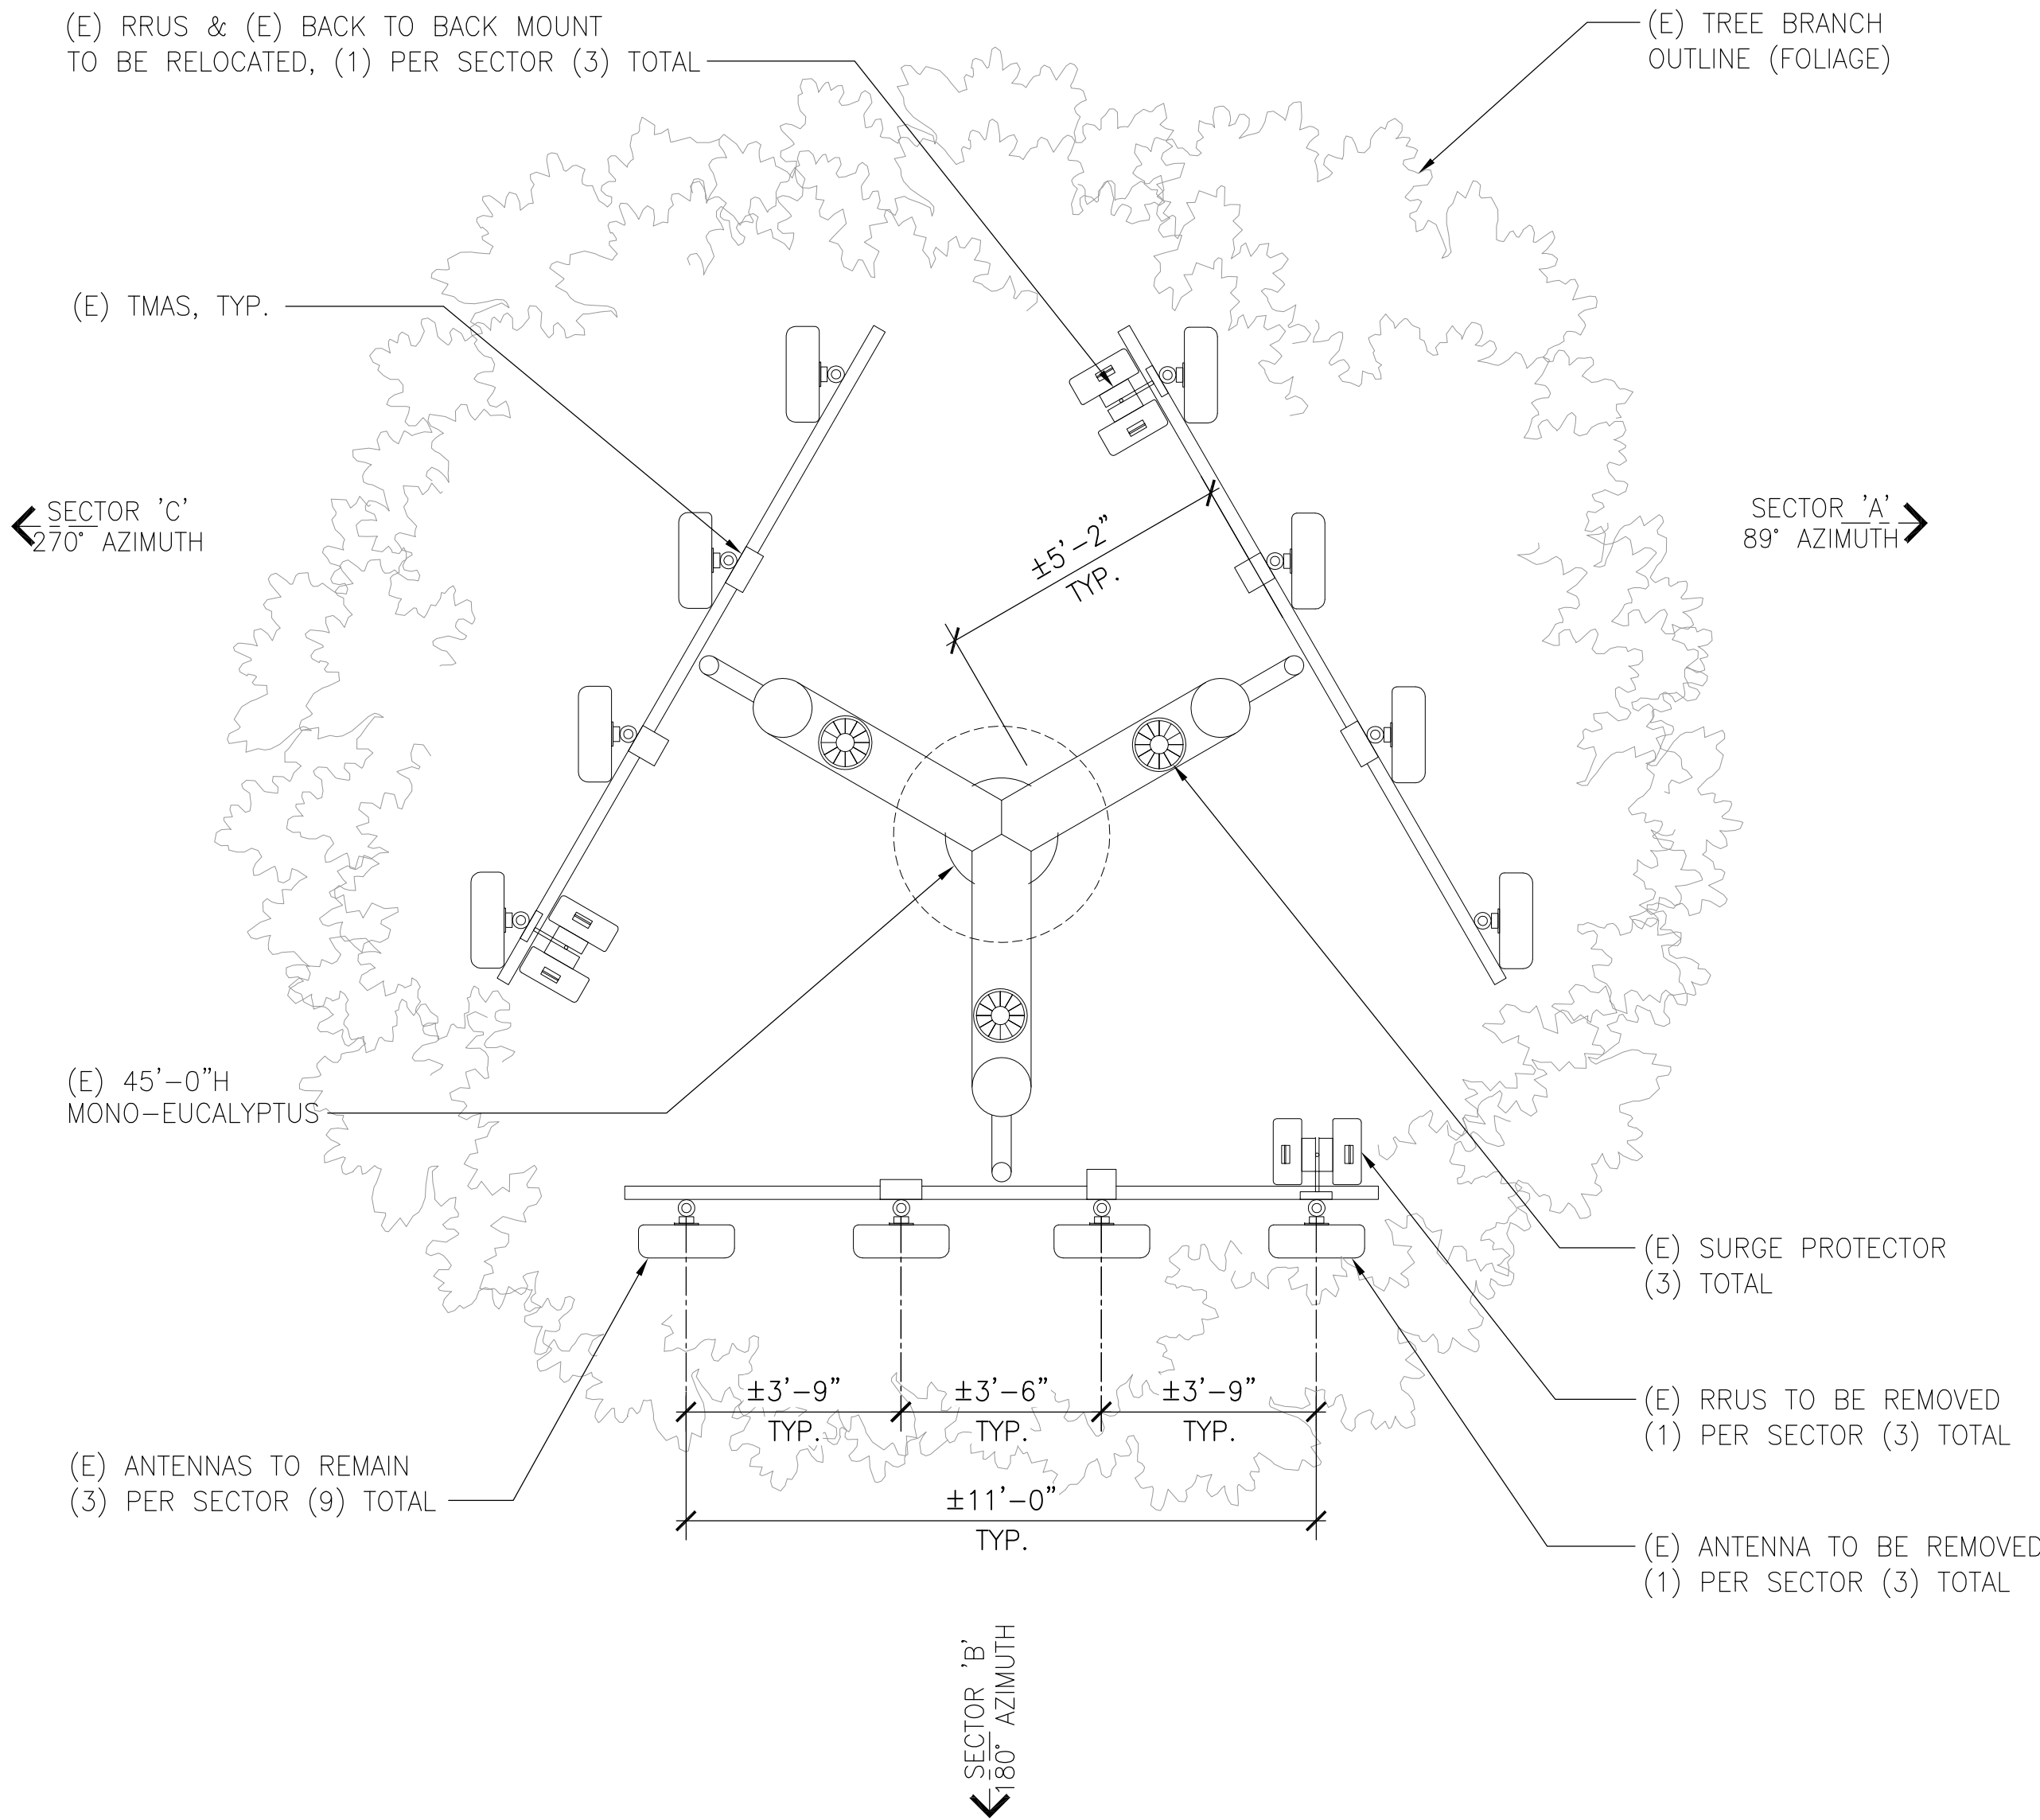 (E) RRUS & (E) BACK TO BACK MOUNT
TO BE RELOCATED, (1) PER SECTOR (3) TOTAL
(E) TREE BRANCH
OUTLINE (FOLIAGE)
(E) TMAS, TYP.
SECTOR 'C'
270° AZIMUTH
SECTOR 'A'
89° AZIMUTH
±5'-2"
TYP.
(E) 45'-0"H
MONO-EUCALYPTUS
(E) SURGE PROTECTOR
(3) TOTAL
±3'-9"
TYP.
±3'-6"
TYP.
±3'-9"
TYP.
(E) RRUS TO BE REMOVED
(1) PER SECTOR (3) TOTAL
(E) ANTENNAS TO REMAIN
(3) PER SECTOR (9) TOTAL
±11'-0"
TYP.
(E) ANTENNA TO BE REMOVED
(1) PER SECTOR (3) TOTAL
SECTOR 'B'
180° AZIMUTH